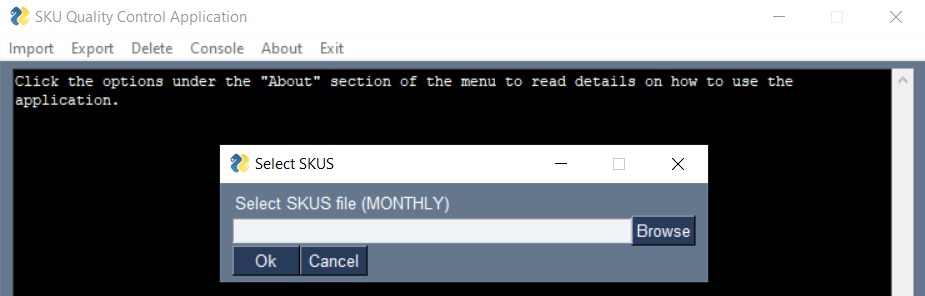 SKU Quality Control Application
Import Export Delete Console About Exit
Click the options under the "About" section of the menu to read details on how to use the
application.
Select SKUS
Select SKUS file (MONTHLY)
Browse
Ok Cancel